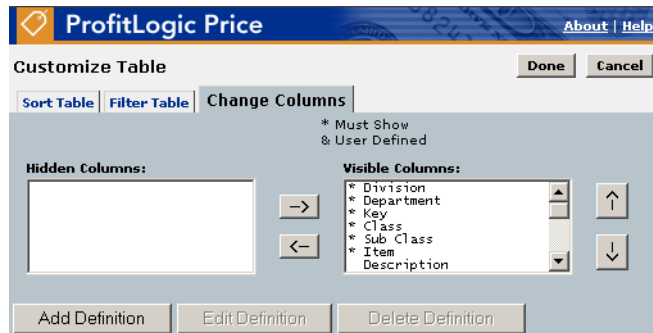 ProfitLogic Price
About | Help
Customize Table
Done
Cancel
Sort Table
Filter Table
Change Columns
* Must Show
& User Defined
Hidden Columns:
Visible Columns:
* Division
* Department
* Key
* Class
* Sub Class
* Item
Description
-->
<--
Add Definition
Edit Definition
Delete Definition